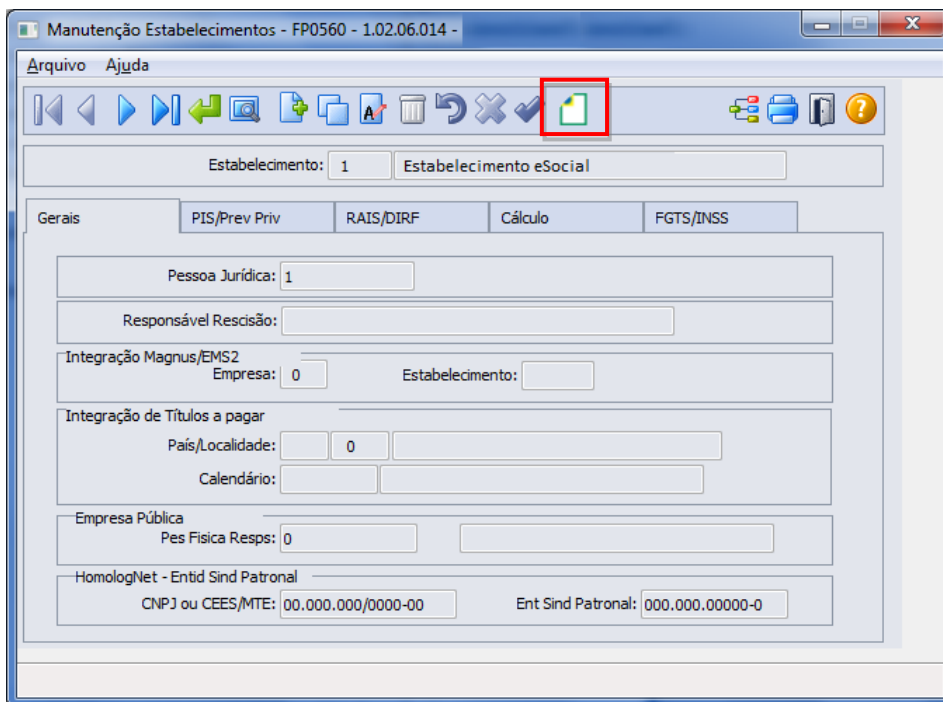 Manutenção Estabelecimentos - FP0560 - 1.02.06.014 -
Arquivo Ajuda
Estabelecimento: 1 Estabelecimento eSocial
Gerais PIS/Prev Priv RAIS/DIRF Cálculo FGTS/INSS
Pessoa Jurídica: 1
Responsável Rescisão:
Integração Magnus/EMS2
Empresa: 0 Estabelecimento:
Integração de Títulos a pagar
País/Localidade: 0
Calendário:
Empresa Pública
Pes Fisica Resps: 0
HomologNet - Entid Sind Patronal
CNPJ ou CEES/MTE: 00.000.000/0000-00 Ent Sind Patronal: 000.000.00000-0